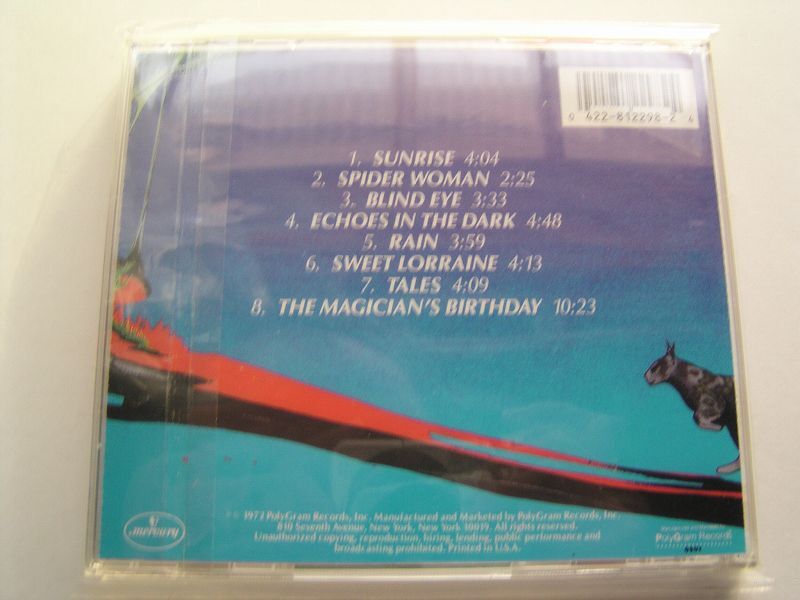 0 422-812298-2 4
1. SUNRISE 4:04
2. SPIDER WOMAN 2:25
3. BLIND EYE 3:33
4. ECHOES IN THE DARK 4:48
5. RAIN 3:59
6. SWEET LORRAINE 4:13
7. TALES 4:09
8. THE MAGICIAN'S BIRTHDAY 10:23
1972 PolyGram Records, Inc. Manufactured and Marketed by PolyGram Records, Inc.
810 Seventh Avenue, New York, New York 10019. All rights reserved.
Unauthorized copying, reproduction, hiring, lending, public performance and
broadcasting prohibited. Printed in U.S.A.
mercury
PolyGram Records